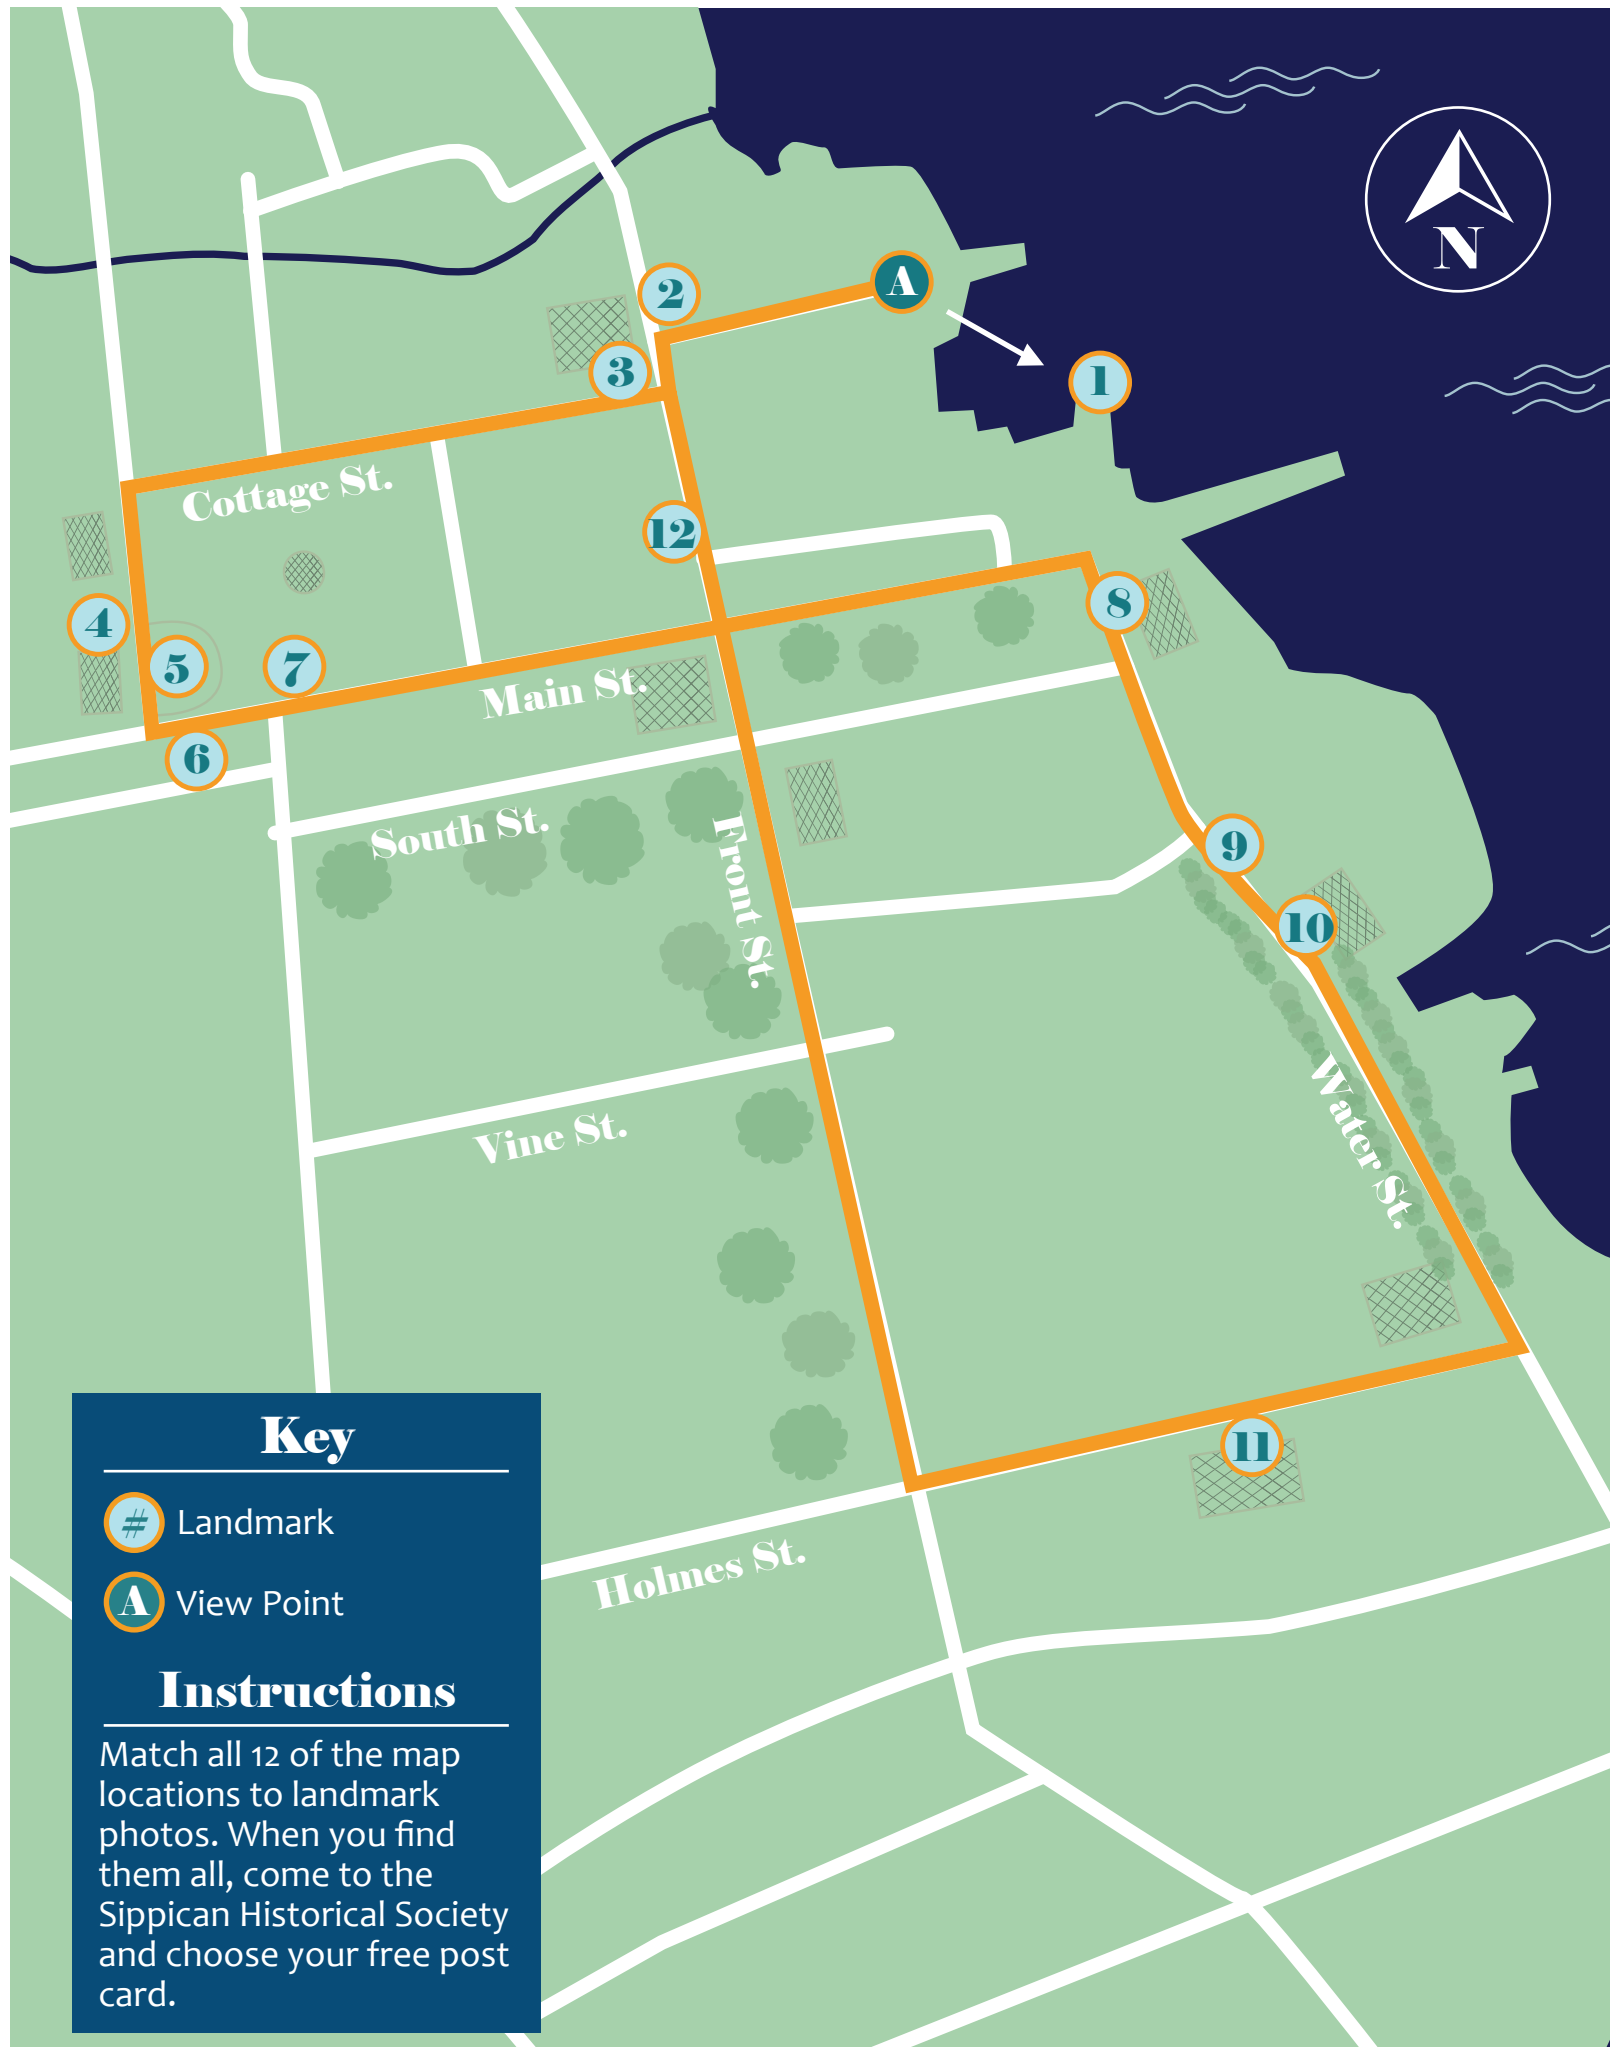 N
A
2
1
3
Cottage St.
12
8
4
5
7
Main St.
6
South St.
Front St.
9
10
Vine St.
Water St.
11
Holmes St.
Key
# Landmark
A View Point
Instructions
Match all 12 of the map
locations to landmark
photos. When you find
them all, come to the
Sippican Historical Society
and choose your free post
card.